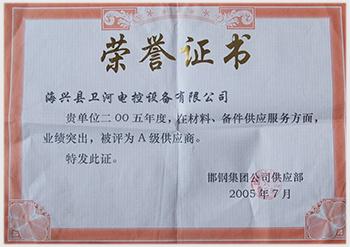 荣誉证书
海兴县卫河电控设备有限公司
贵单位二00五年度，在材料、备件供应服务方面，
业绩突出，被评为A级供应商。
特发此证。
邯钢集团公司供应部
2005年7月